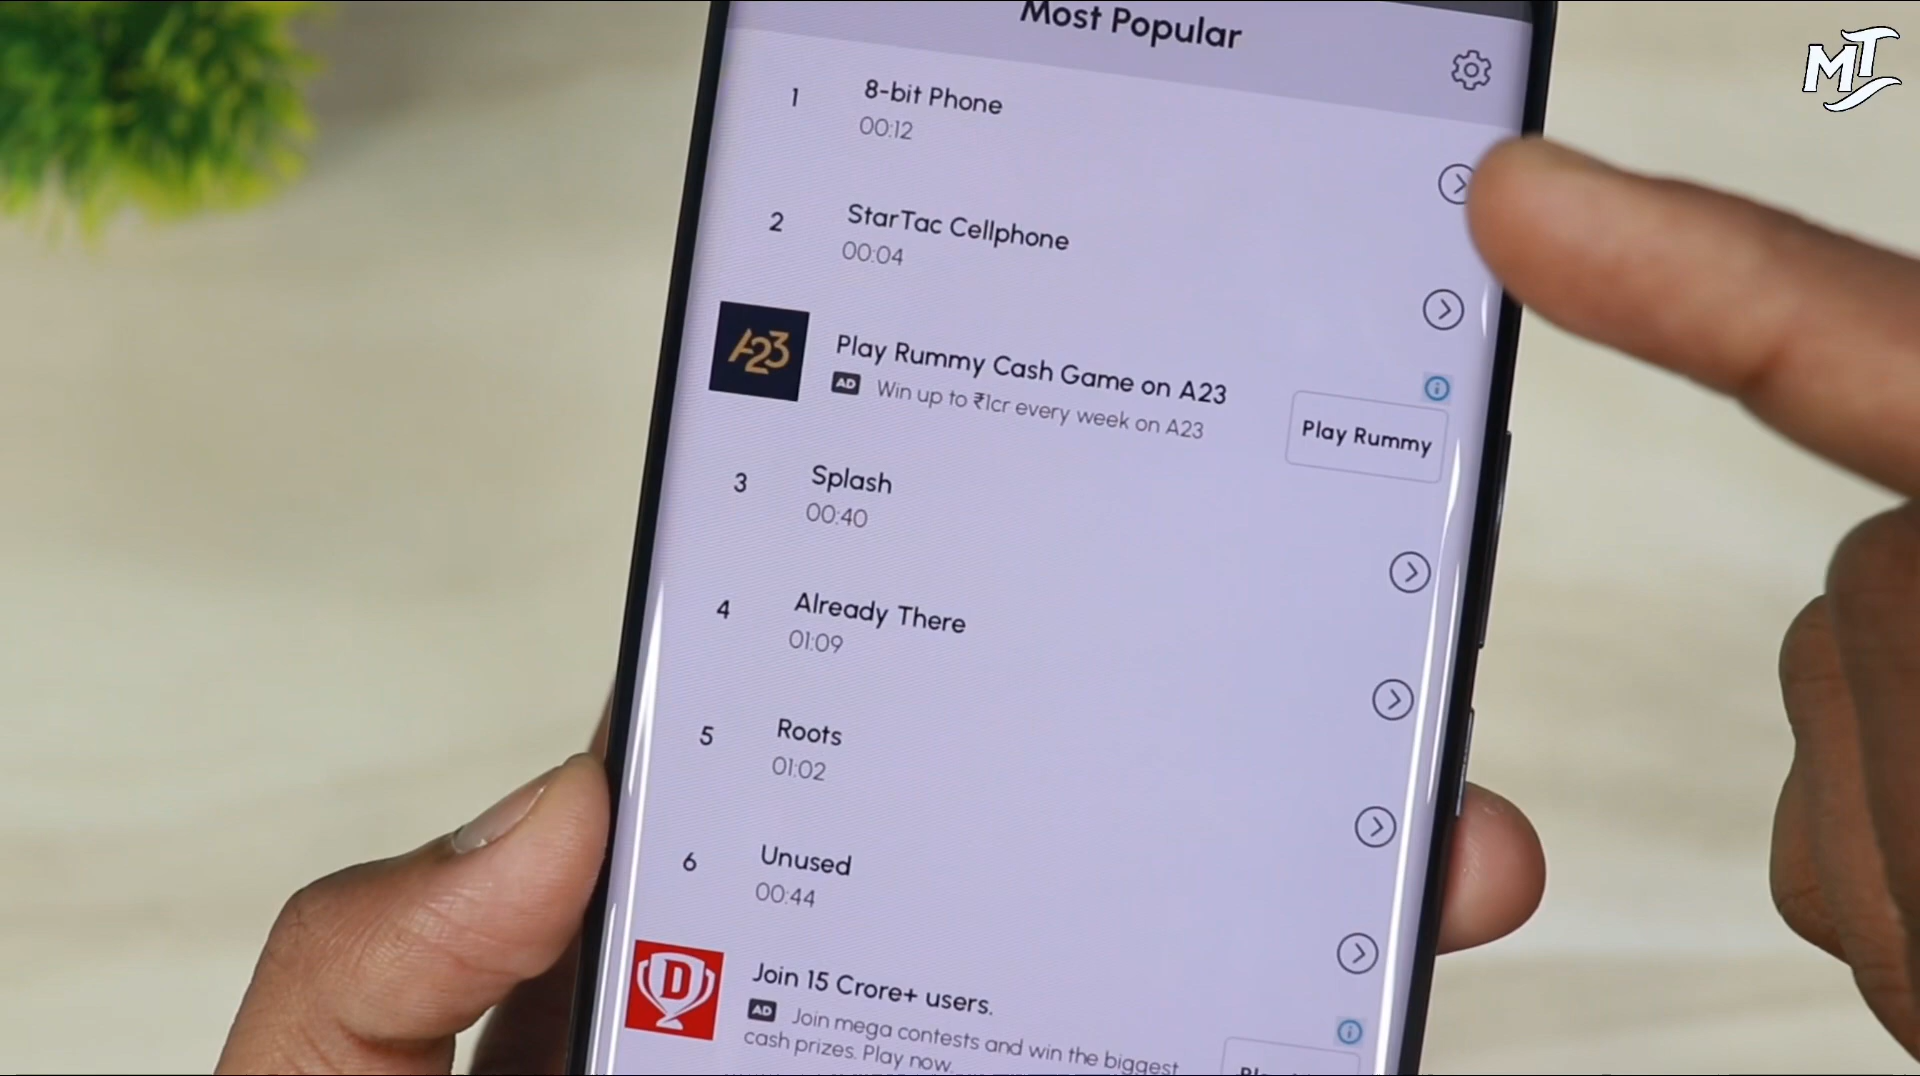 Most Popular
MT
1 8-bit Phone
00:12
2 StarTac Cellphone
00:04
A23
Play Rummy Cash Game on A23
AD Win up to ₹1cr every week on A23
Play Rummy
3 Splash
00:40
4 Already There
01:09
5 Roots
01:02
6 Unused
00:44
D
Join 15 Crore+ users.
AD Join mega contests and win the biggest
cash prizes. Play now.